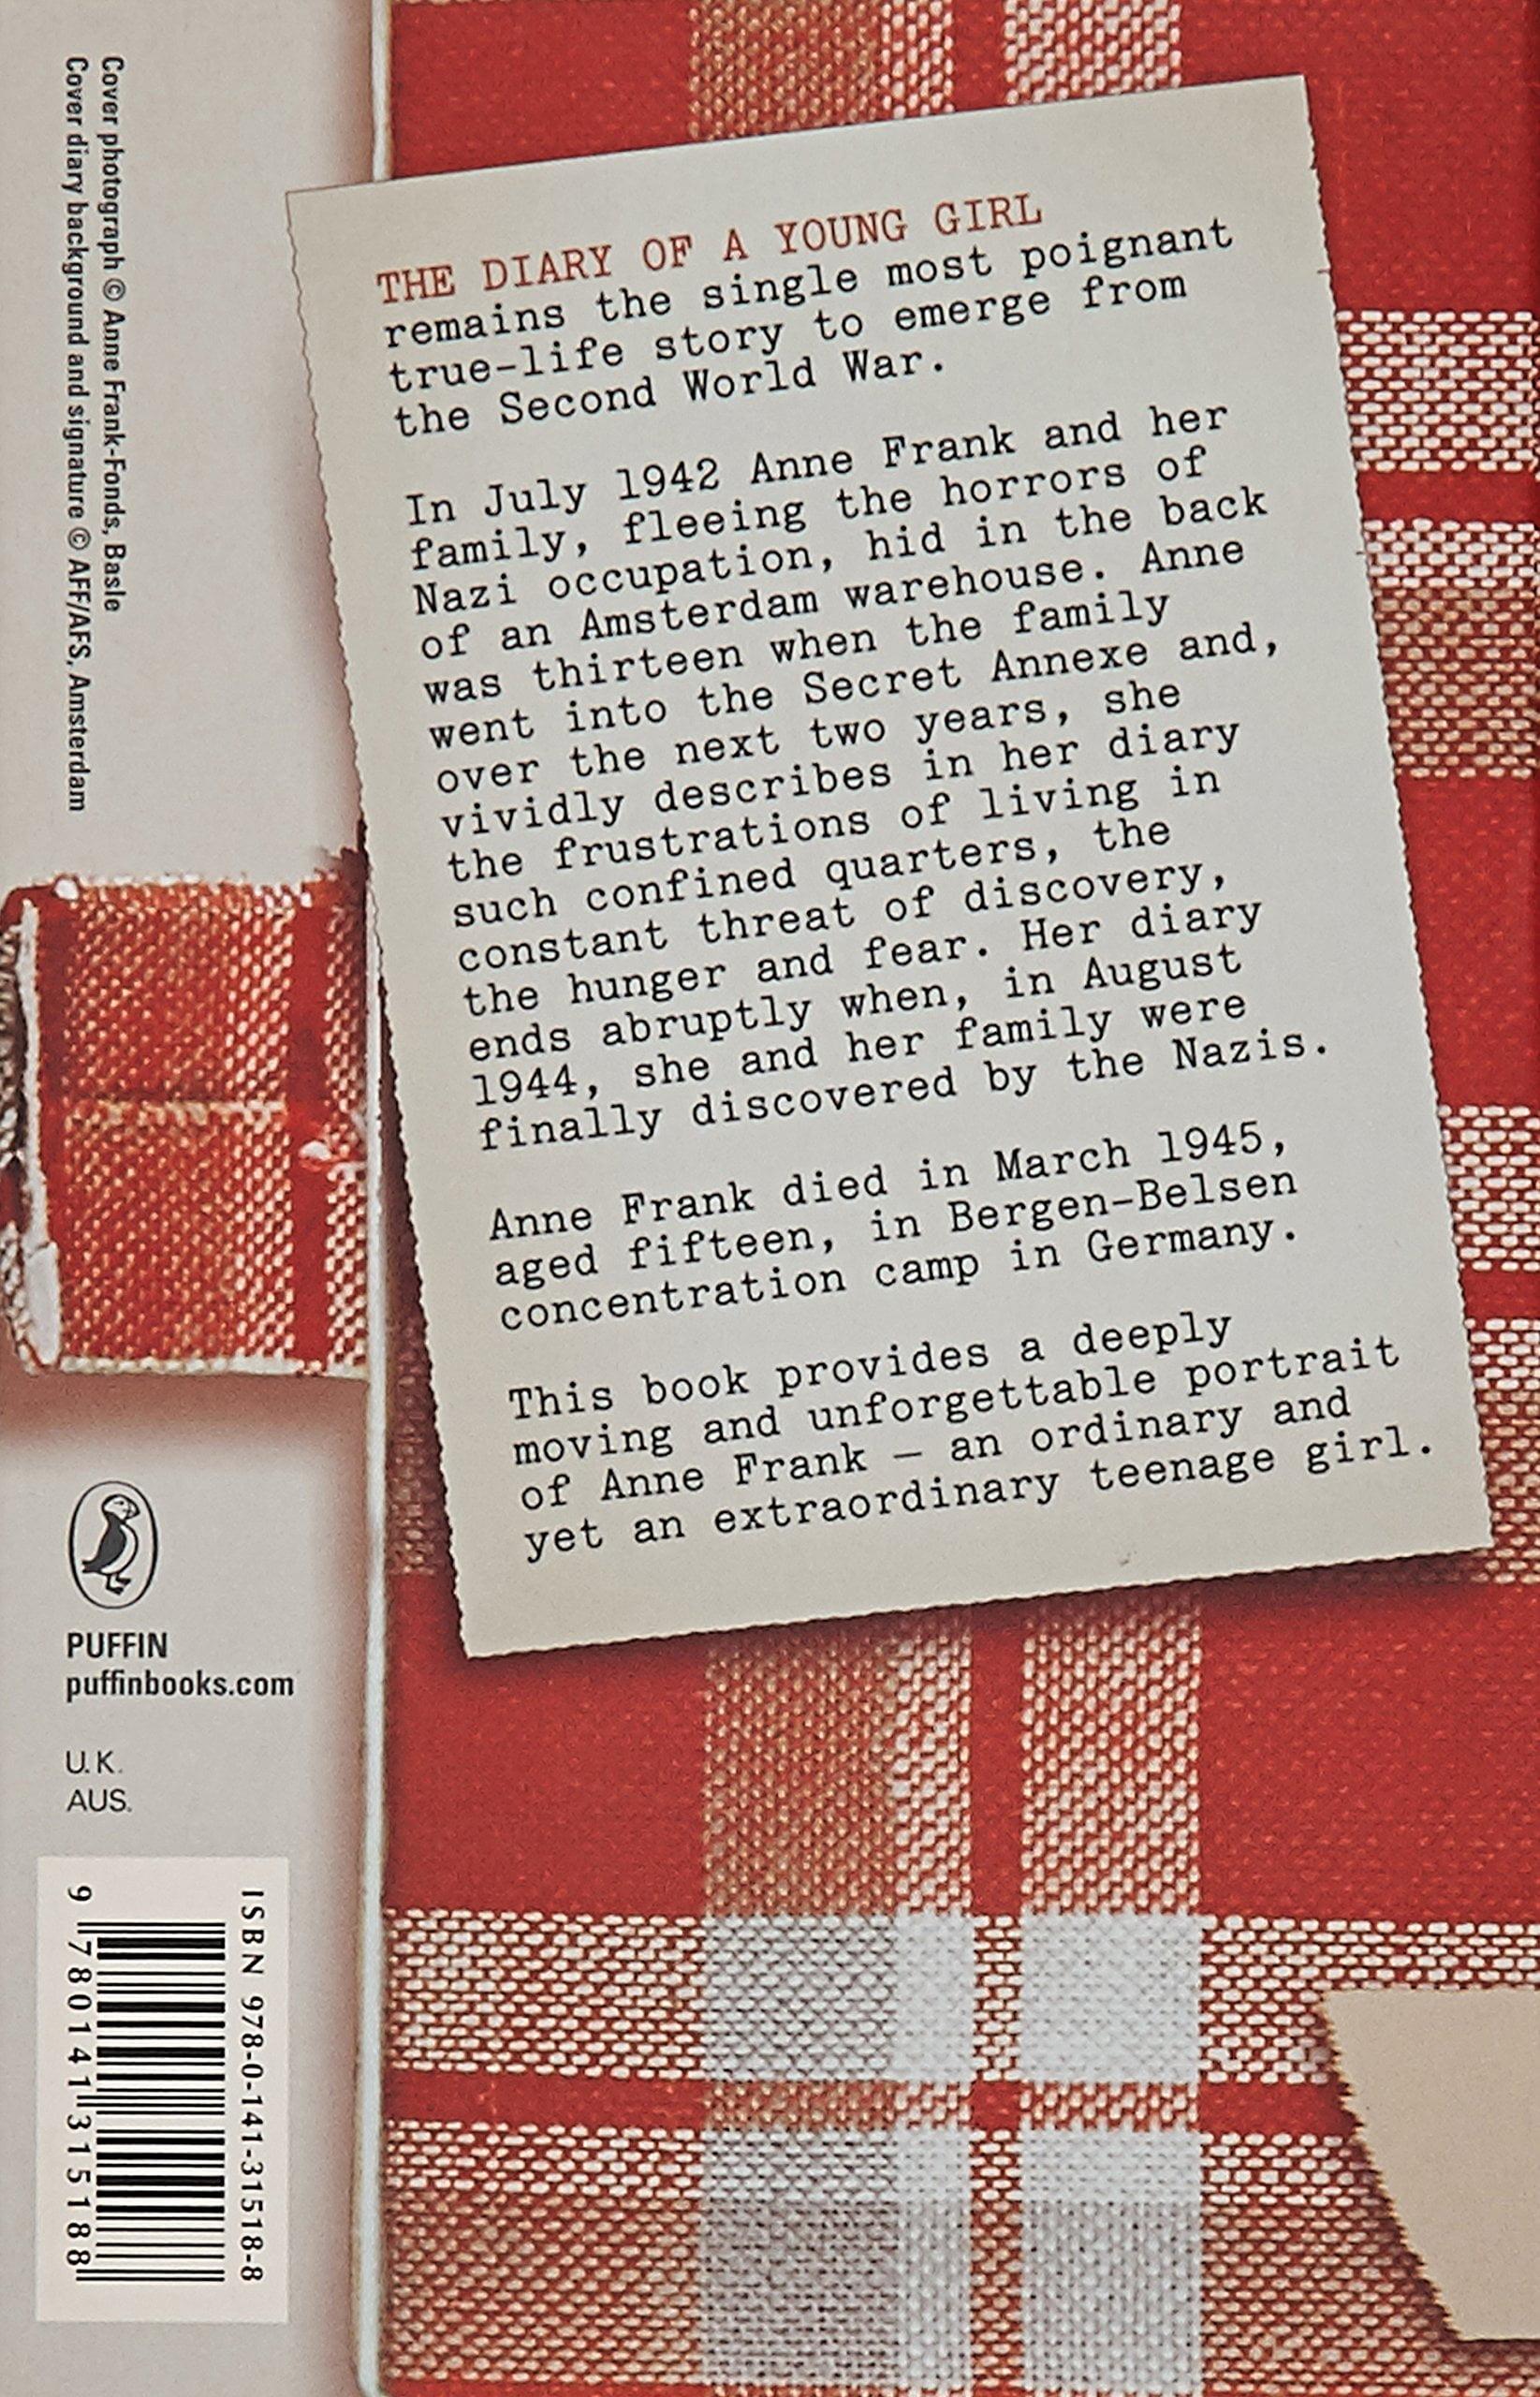 THE DIARY OF A YOUNG GIRL
remains the single most poignant
true-life story to emerge from
the Second World War.
In July 1942 Anne Frank and her
family, fleeing the horrors of
Nazi occupation, hid in the back
of an Amsterdam warehouse. Anne
was thirteen when the family
went into the Secret Annexe and,
over the next two years, she
vividly describes in her diary
the frustrations of living in
such confined quarters, the
constant threat of discovery,
the hunger and fear. Her diary
ends abruptly when, in August
1944, she and her family were
finally discovered by the Nazis.
Anne Frank died in March 1945,
aged fifteen, in Bergen-Belsen
concentration camp in Germany.
This book provides a deeply
moving and unforgettable portrait
of Anne Frank – an ordinary and
yet an extraordinary teenage girl.
Cover photograph © Anne Frank-Fonds, Basle
Cover diary background and signature © AFF/AFS, Amsterdam
PUFFIN
puffinbooks.com
U.K.
AUS.
ISBN 978-0-141-31518-8
9 780141 315188